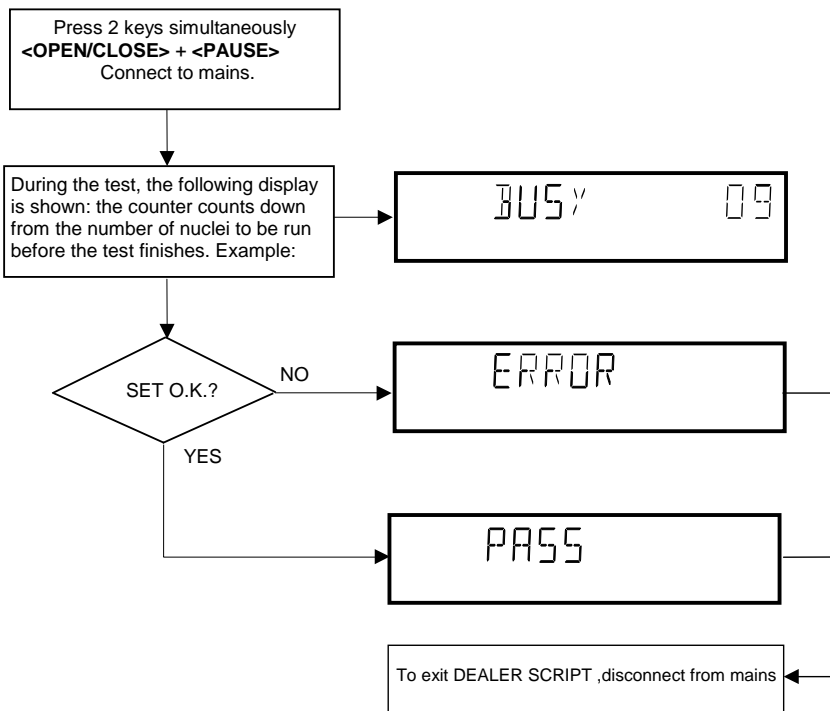 Press 2 keys simultaneously
<OPEN/CLOSE> + <PAUSE>
Connect to mains.
During the test, the following display
is shown: the counter counts down
from the number of nuclei to be run
before the test finishes. Example:
BUSY 09
SET O.K.?
NO
ERROR
YES
PASS
To exit DEALER SCRIPT ,disconnect from mains